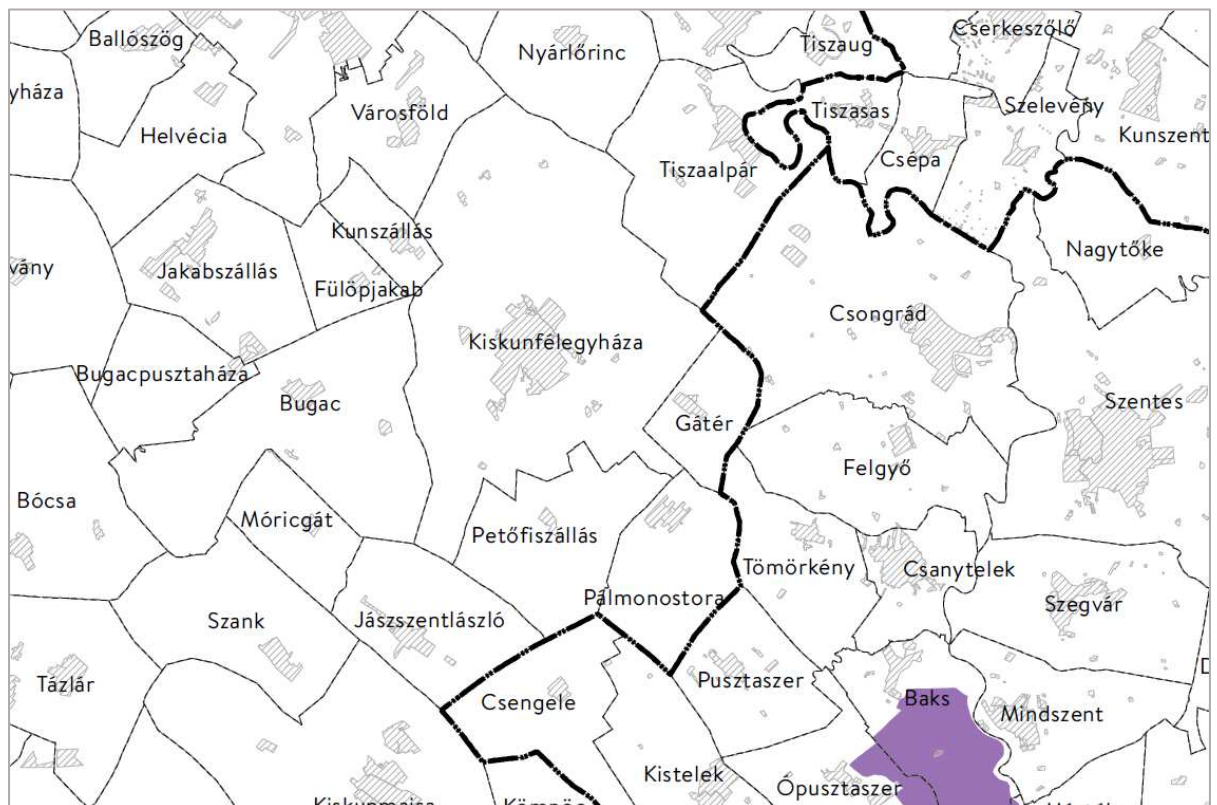 Ballószög
Nyárlőrinc
Tiszaug
Cserkeszőlő
yháza
Városföld
Tiszasas
Szelevény
Helvécia
Kunszent
Csépa
Tiszaalpár
Kunszállás
Nagytőke
vány
Jakabszállás
Fülöpjakab
Csongrád
Kiskunfélegyháza
Bugacpusztaháza
Bugac
Szentes
Gátér
Felgyő
Bócsa
Móricgát
Petőfiszállás
Tömörkény
Csanytelek
Pálmonostora
Szegvár
Szank
Jászszentlászló
Tázlár
Pusztaszer
Csengele
Baks
Mindszent
Kistelek
Ópusztaszer